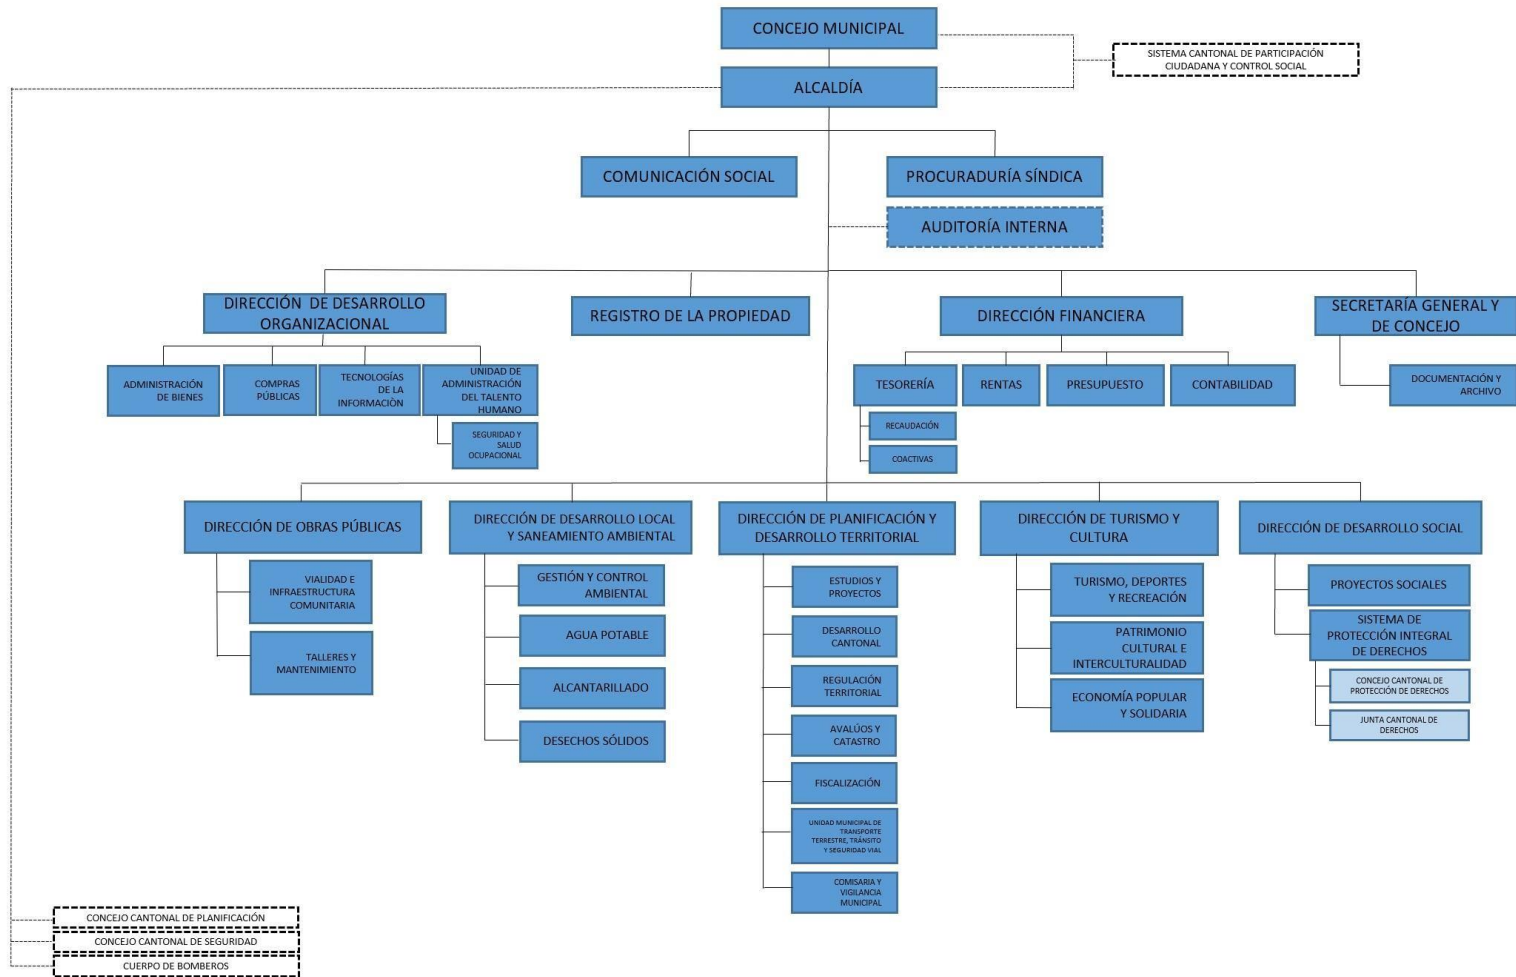 CONCEJO MUNICIPAL
SISTEMA CANTONAL DE PARTICIPACIÓN
CIUDADANA Y CONTROL SOCIAL
ALCALDÍA
COMUNICACIÓN SOCIAL
PROCURADURÍA SÍNDICA
AUDITORÍA INTERNA
DIRECCIÓN DE DESARROLLO
ORGANIZACIONAL
REGISTRO DE LA PROPIEDAD
DIRECCIÓN FINANCIERA
SECRETARÍA GENERAL Y
DE CONCEJO
ADMINISTRACIÓN
DE BIENES
COMPRAS
PÚBLICAS
TECNOLOGÍAS
DE LA
INFORMACIÒN
UNIDAD DE
ADMINISTRACIÓN
DEL TALENTO
HUMANO
SEGURIDAD Y
SALUD
OCUPACIONAL
TESORERÍA
RENTAS
PRESUPUESTO
CONTABILIDAD
RECAUDACIÓN
COACTIVAS
DOCUMENTACIÓN Y
ARCHIVO
DIRECCIÓN DE OBRAS PÚBLICAS
DIRECCIÓN DE DESARROLLO LOCAL
Y SANEAMIENTO AMBIENTAL
DIRECCIÓN DE PLANIFICACIÓN Y
DESARROLLO TERRITORIAL
DIRECCIÓN DE TURISMO Y
CULTURA
DIRECCIÓN DE DESARROLLO SOCIAL
VIALIDAD E
INFRAESTRUCTURA
COMUNITARIA
TALLERES Y
MANTENIMIENTO
GESTIÓN Y CONTROL
AMBIENTAL
AGUA POTABLE
ALCANTARILLADO
DESECHOS SÓLIDOS
ESTUDIOS Y
PROYECTOS
DESARROLLO
CANTONAL
REGULACIÓN
TERRITORIAL
AVALÚOS Y
CATASTRO
FISCALIZACIÓN
UNIDAD MUNICIPAL DE
TRANSPORTE
TERRESTRE, TRÁNSITO
Y SEGURIDAD VIAL
COMISARIA Y
VIGILANCIA
MUNICIPAL
TURISMO, DEPORTES
Y RECREACIÓN
PATRIMONIO
CULTURAL E
INTERCULTURALIDAD
ECONOMÍA POPULAR
Y SOLIDARIA
PROYECTOS SOCIALES
SISTEMA DE
PROTECCIÓN INTEGRAL
DE DERECHOS
CONCEJO CANTONAL DE
PROTECCIÓN DE DERECHOS
JUNTA CANTONAL DE
DERECHOS
CONCEJO CANTONAL DE PLANIFICACIÓN
CONCEJO CANTONAL DE SEGURIDAD
CUERPO DE BOMBEROS